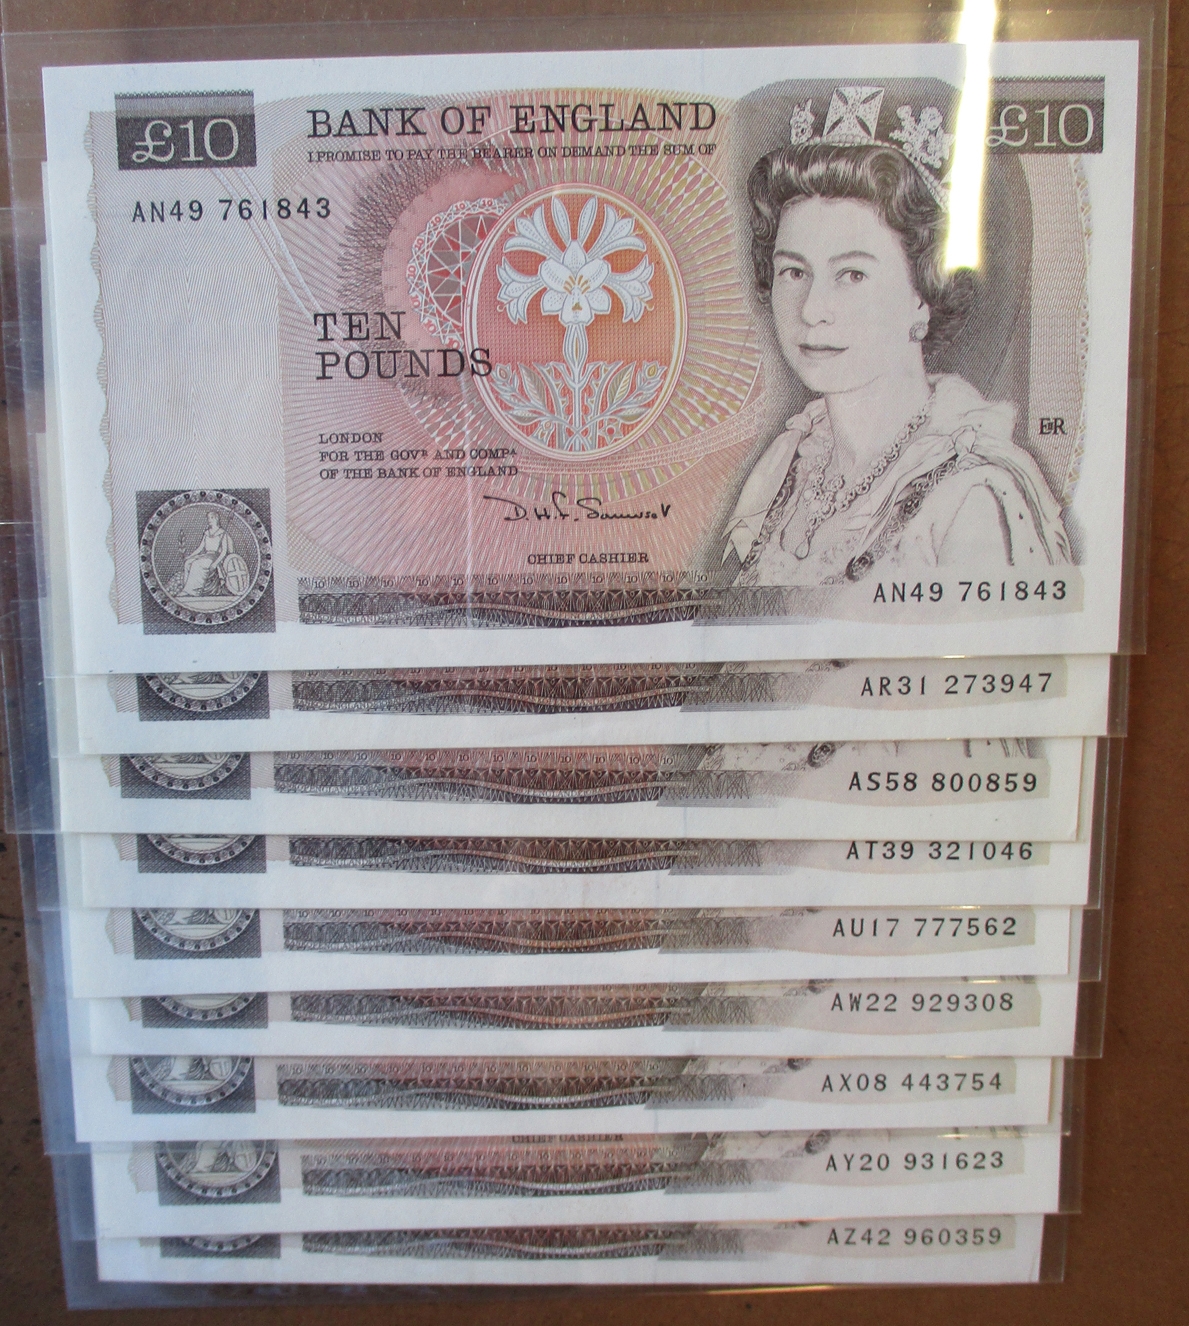 £10
BANK OF ENGLAND
£10
I PROMISE TO PAY THE BEARER ON DEMAND THE SUM OF
AN49 761843
TEN
POUNDS
LONDON
FOR THE GOVR AND COMPA
OF THE BANK OF ENGLAND
EIIR
D.H.F. Somerset
CHIEF CASHIER
AN49 761843
AR31 273947
AS58 800859
AT39 321046
AU17 777562
AW22 929308
AX08 443754
CHIEF CASHIER
AY20 931623
AZ42 960359